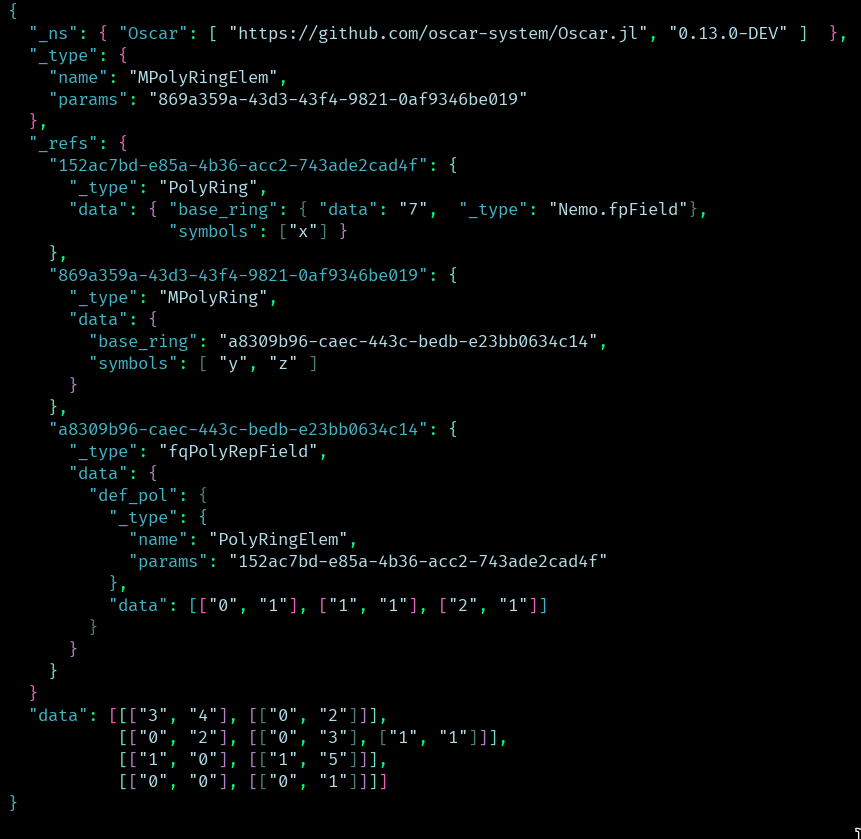 {
  "_ns": { "Oscar": [ "https://github.com/oscar-system/Oscar.jl", "0.13.0-DEV" ]  },
  "_type": {
    "name": "MPolyRingElem",
    "params": "869a359a-43d3-43f4-9821-0af9346be019"
  },
  "_refs": {
    "152ac7bd-e85a-4b36-acc2-743ade2cad4f": {
      "_type": "PolyRing",
      "data": { "base_ring": { "data": "7",  "_type": "Nemo.fpField"},
                "symbols": ["x"] }
    },
    "869a359a-43d3-43f4-9821-0af9346be019": {
      "_type": "MPolyRing",
      "data": {
        "base_ring": "a8309b96-caec-443c-bedb-e23bb0634c14",
        "symbols": [ "y", "z" ]
      }
    },
    "a8309b96-caec-443c-bedb-e23bb0634c14": {
      "_type": "fqPolyRepField",
      "data": {
        "def_pol": {
          "_type": {
            "name": "PolyRingElem",
            "params": "152ac7bd-e85a-4b36-acc2-743ade2cad4f"
          },
          "data": [["0", "1"], ["1", "1"], ["2", "1"]]
        }
      }
    }
  }
  "data": [[["3", "4"], [["0", "2"]]],
           [["0", "2"], [["0", "3"], ["1", "1"]]],
           [["1", "0"], [["1", "5"]]],
           [["0", "0"], [["0", "1"]]]]
}